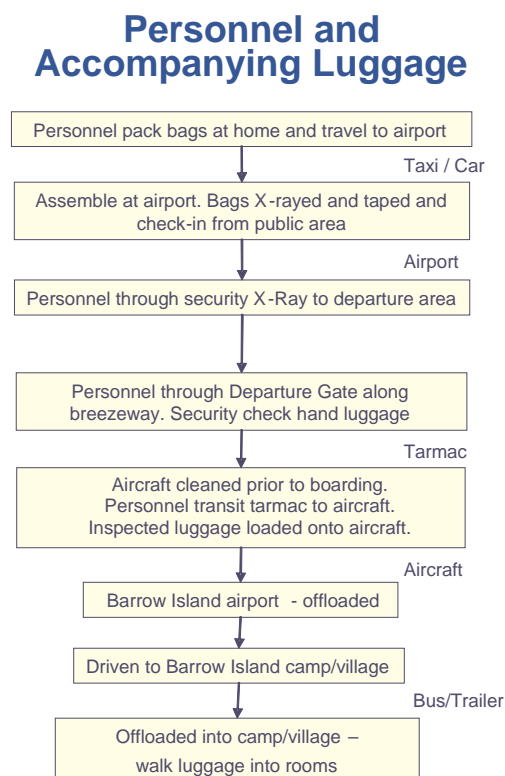 Personnel and
Accompanying Luggage
Personnel pack bags at home and travel to airport
Taxi / Car
Assemble at airport. Bags X-rayed and taped and
check-in from public area
Airport
Personnel through security X-Ray to departure area
Personnel through Departure Gate along
breezeway. Security check hand luggage
Tarmac
Aircraft cleaned prior to boarding.
Personnel transit tarmac to aircraft.
Inspected luggage loaded onto aircraft.
Aircraft
Barrow Island airport - offloaded
Driven to Barrow Island camp/village
Bus/Trailer
Offloaded into camp/village –
walk luggage into rooms